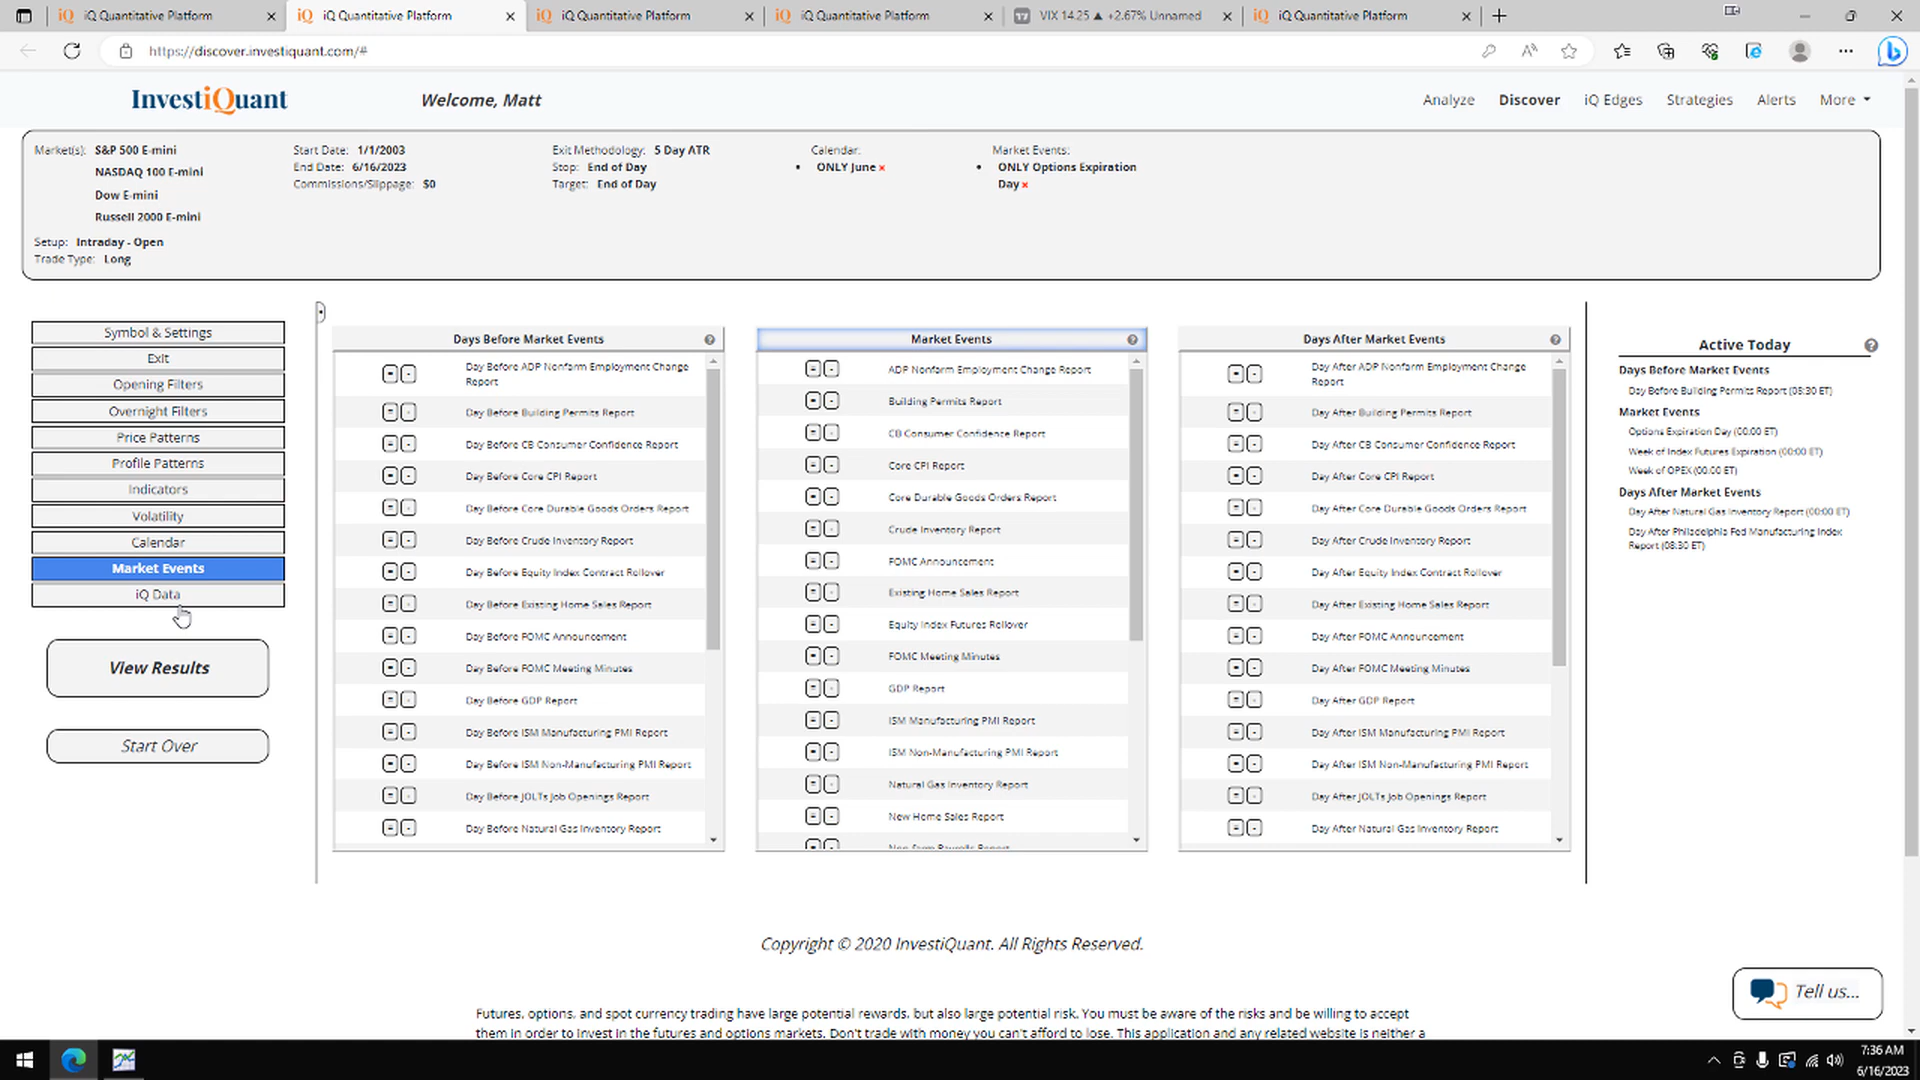 iQ Quantitative Platform
iQ Quantitative Platform
iQ Quantitative Platform
iQ Quantitative Platform
17 VIX 14.25 ▲ +2.67% Unnamed
iQ Quantitative Platform
https://discover.investiquant.com/#
InvestiQuant
Welcome, Matt
Analyze
Discover
iQ Edges
Strategies
Alerts
More
Market(s): S&P 500 E-mini
NASDAQ 100 E-mini
Dow E-mini
Russell 2000 E-mini
Setup: Intraday - Open
Trade Type: Long
Start Date: 1/1/2003
End Date: 6/16/2023
Commissions/Slippage: $0
Exit Methodology: 5 Day ATR
Stop: End of Day
Target: End of Day
Calendar:
• ONLY June x
Market Events:
• ONLY Options Expiration
Day x
Symbol & Settings
Exit
Opening Filters
Overnight Filters
Price Patterns
Profile Patterns
Indicators
Volatility
Calendar
Market Events
iQ Data
View Results
Start Over
Days Before Market Events
Day Before ADP Nonfarm Employment Change
Report
Day Before Building Permits Report
Day Before CB Consumer Confidence Report
Day Before Core CPI Report
Day Before Core Durable Goods Orders Report
Day Before Crude Inventory Report
Day Before Equity Index Contract Rollover
Day Before Existing Home Sales Report
Day Before FOMC Announcement
Day Before FOMC Meeting Minutes
Day Before GDP Report
Day Before ISM Manufacturing PMI Report
Day Before ISM Non-Manufacturing PMI Report
Day Before JOLTs Job Openings Report
Day Before Natural Gas Inventory Report
Market Events
ADP Nonfarm Employment Change Report
Building Permits Report
CB Consumer Confidence Report
Core CPI Report
Core Durable Goods Orders Report
Crude Inventory Report
FOMC Announcement
Existing Home Sales Report
Equity Index Futures Rollover
FOMC Meeting Minutes
GDP Report
ISM Manufacturing PMI Report
ISM Non-Manufacturing PMI Report
Natural Gas Inventory Report
New Home Sales Report
Non Farm Payrolls Report
Days After Market Events
Day After ADP Nonfarm Employment Change
Report
Day After Building Permits Report
Day After CB Consumer Confidence Report
Day After Core CPI Report
Day After Core Durable Goods Orders Report
Day After Crude Inventory Report
Day After Equity Index Contract Rollover
Day After Existing Home Sales Report
Day After FOMC Announcement
Day After FOMC Meeting Minutes
Day After GDP Report
Day After ISM Manufacturing PMI Report
Day After ISM Non-Manufacturing PMI Report
Day After JOLTs Job Openings Report
Day After Natural Gas Inventory Report
Active Today
Days Before Market Events
Day Before Building Permits Report (08:30 ET)
Market Events
Options Expiration Day (00:00 ET)
Week of Index Futures Expiration (00:00 ET)
Week of OPEX (00:00 ET)
Days After Market Events
Day After Natural Gas Inventory Report (00:00 ET)
Day After Philadelphia Fed Manufacturing Index
Report (08:30 ET)
Copyright © 2020 InvestiQuant. All Rights Reserved.
Tell us...
Futures, options, and spot currency trading have large potential rewards, but also large potential risk. You must be aware of the risks and be willing to accept
them in order to invest in the futures and options markets. Don't trade with money you can't afford to lose. This application and any related website is neither a
7:36 AM
6/16/2023